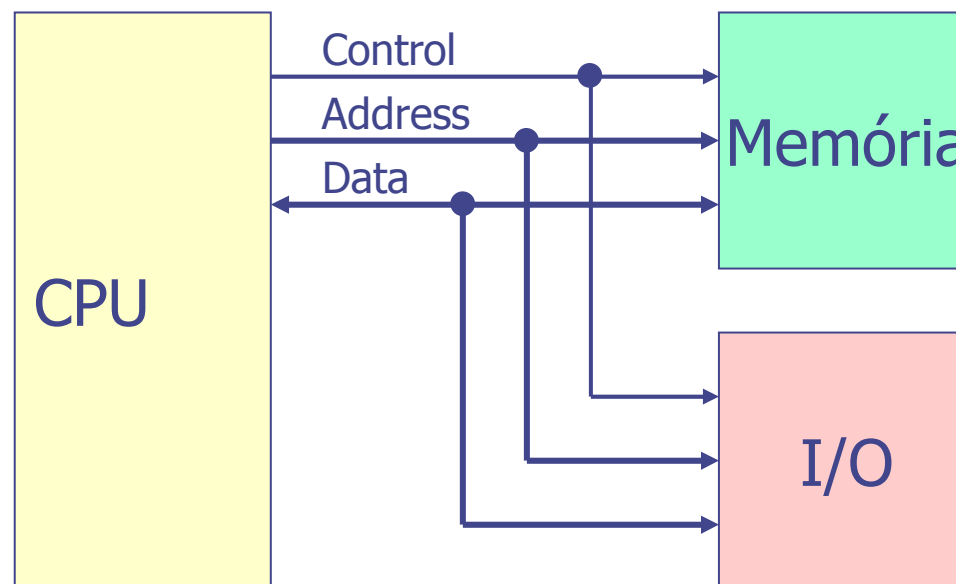 Control
Address
Data
Memória
CPU
I/O